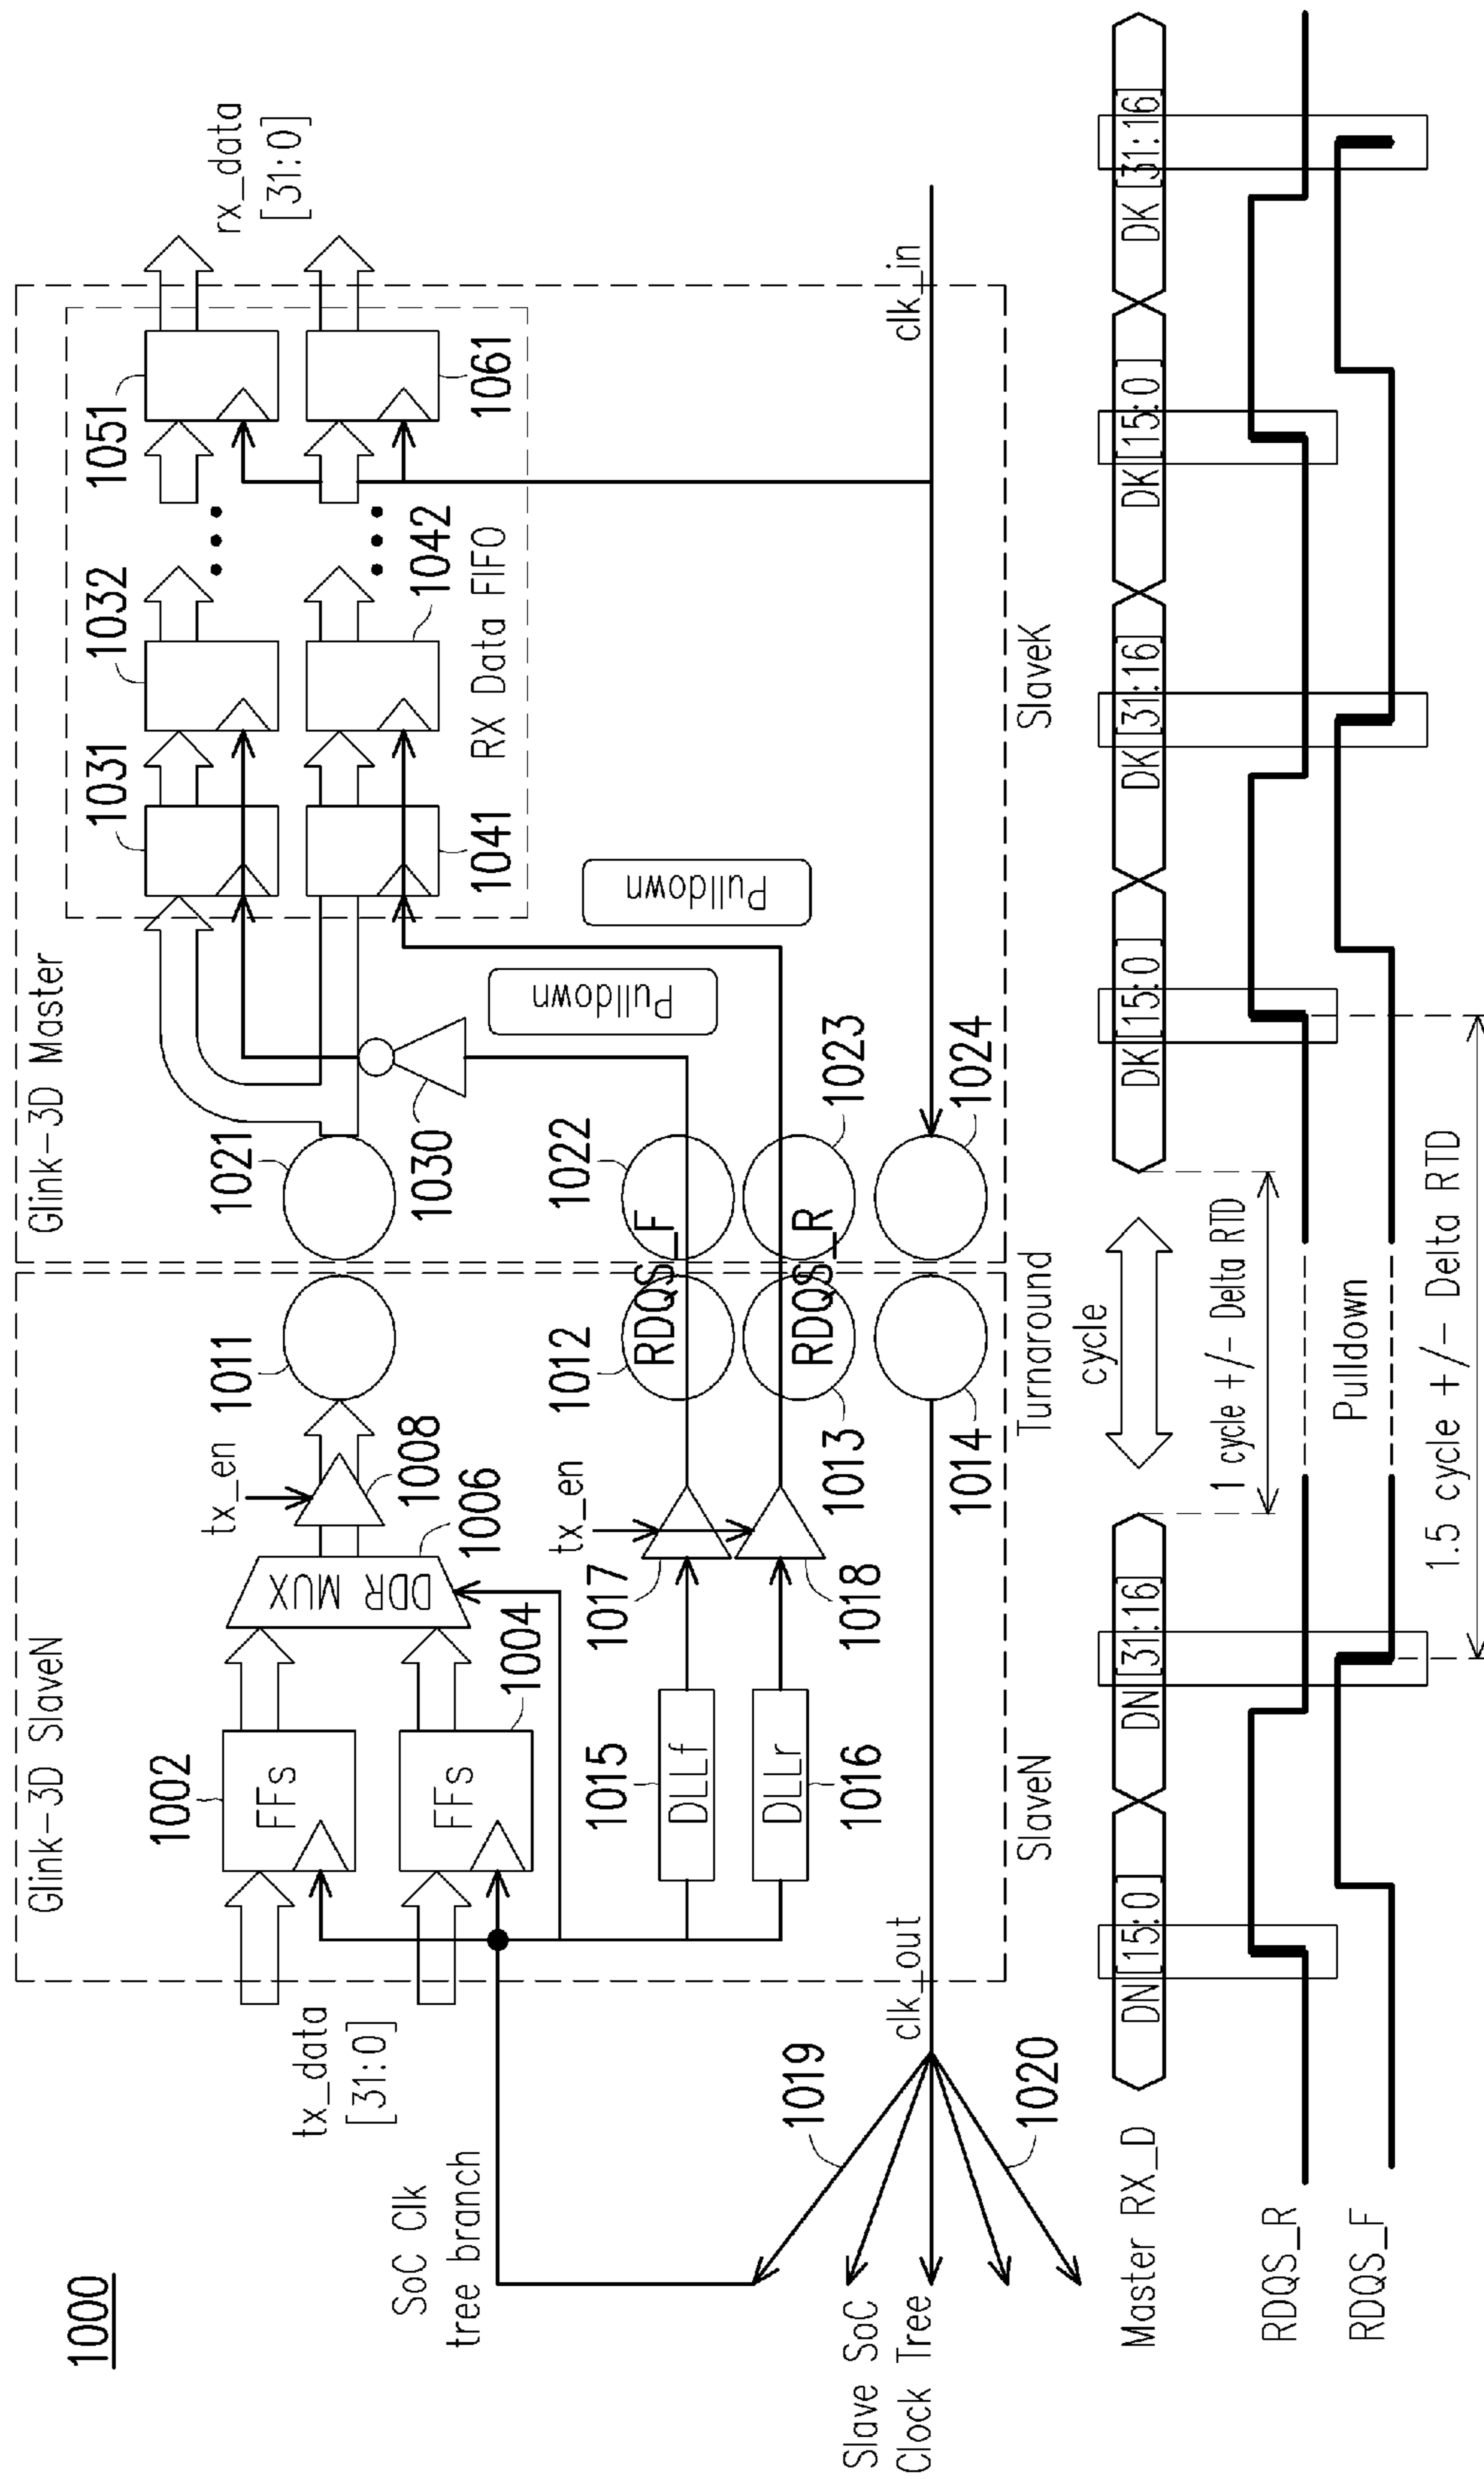 1000
Glink-3D SlaveN
Glink-3D Master
tx_data
[31:0]
1002
FFs
FFs
1004
DDR MUX
1006
tx_en
1008
1011
1021
1031
1032
1051
rx_data
[31:0]
1041
1042
1061
RX Data FIFO
1030
Pulldown
Pulldown
SoC Clk
tree branch
1015
DLLf
DLLr
1016
tx_en
1017
1018
1012
1022
RDQS_F
RDQS_R
1013
1023
1014
1024
clk_out
clk_in
1019
1020
Slave SoC
Clock Tree
SlaveN
Turnaround
cycle
SlaveK
Master RX_D
DN[15:0]
DN[31:16]
DK[15:0]
DK[31:16]
DK[15:0]
DK[31:16]
1 cycle +/- Delta RTD
RDQS_R
Pulldown
RDQS_F
1.5 cycle +/- Delta RTD